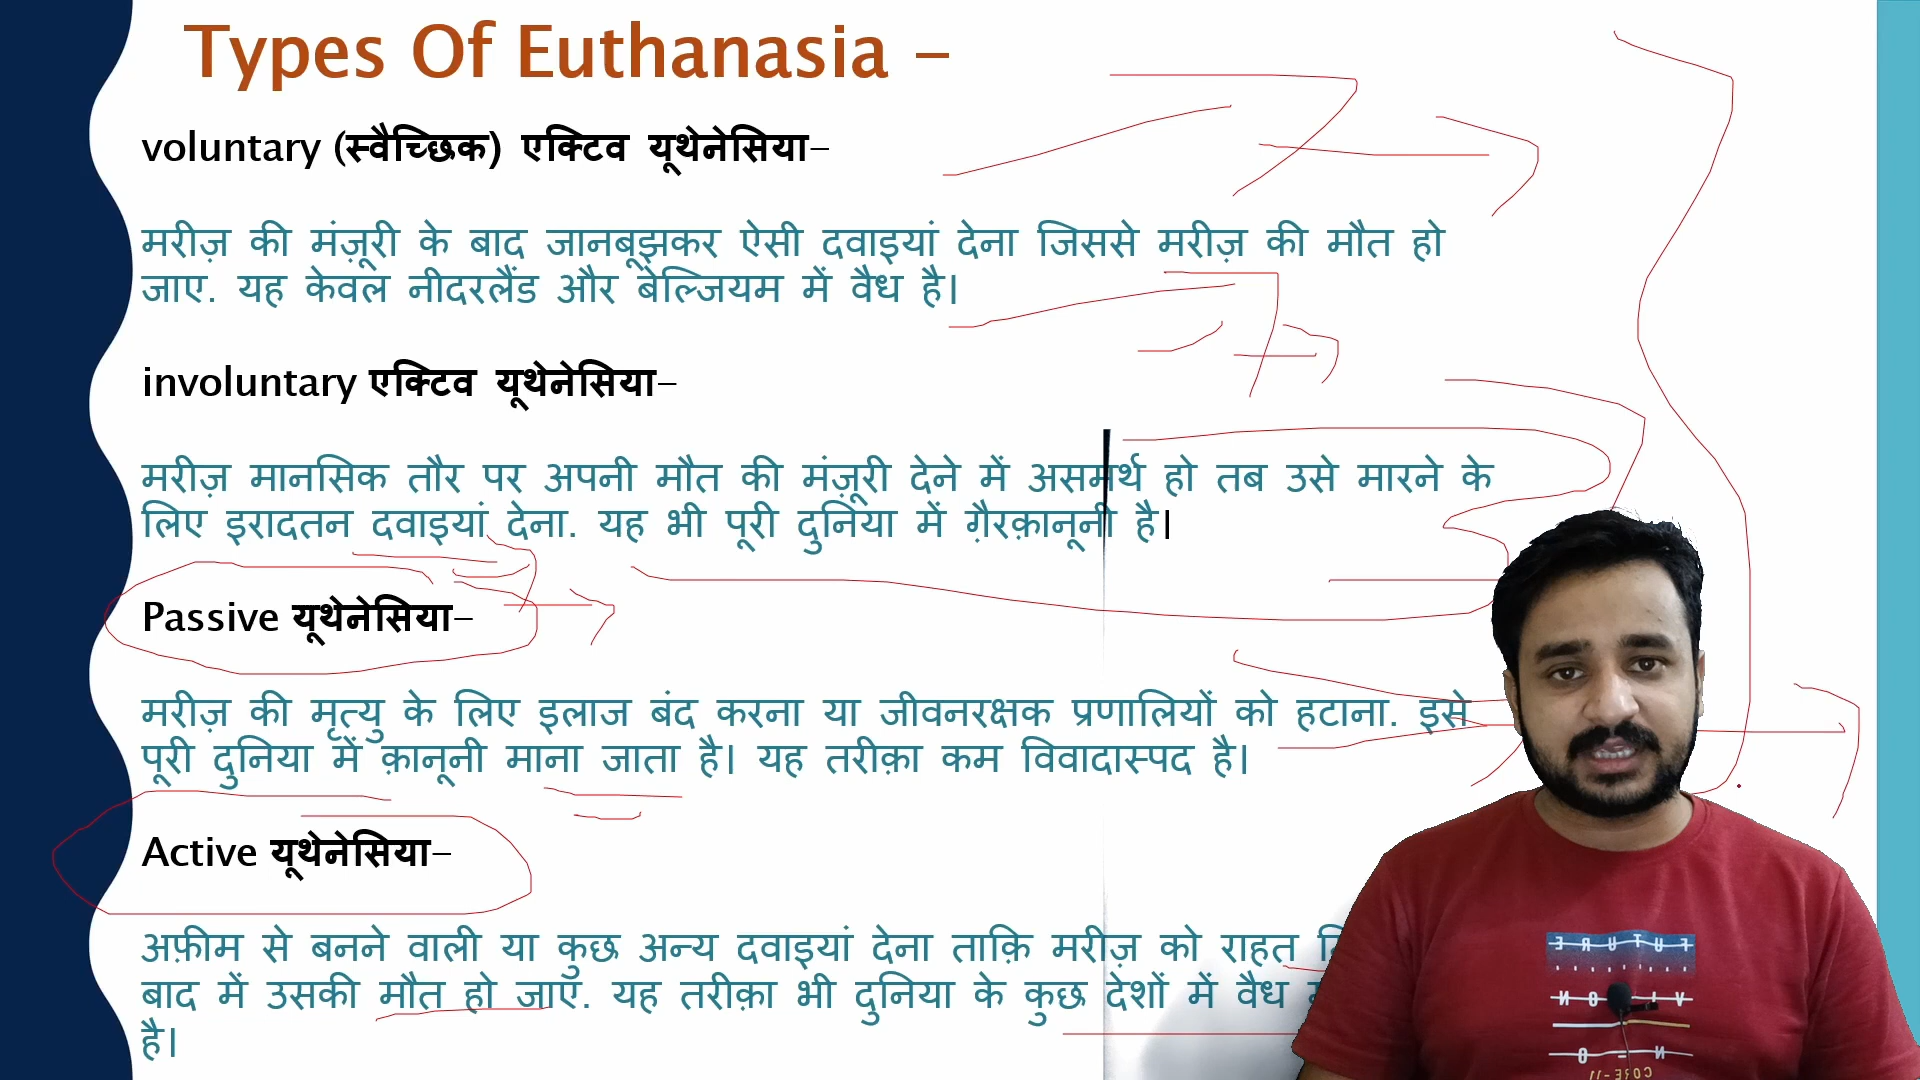 Types Of Euthanasia –
voluntary (स्वैच्छिक) एक्टिव यूथेनेसिया–
मरीज़ की मंज़ूरी के बाद जानबूझकर ऐसी दवाइयां देना जिससे मरीज़ की मौत हो
जाए. यह केवल नीदरलैंड और बेल्जियम में वैध है।
involuntary एक्टिव यूथेनेसिया–
मरीज़ मानसिक तौर पर अपनी मौत की मंज़ूरी देने में असमर्थ हो तब उसे मारने के
लिए इरादतन दवाइयां देना. यह भी पूरी दुनिया में ग़ैरक़ानूनी है।
Passive यूथेनेसिया–
मरीज़ की मृत्यु के लिए इलाज बंद करना या जीवनरक्षक प्रणालियों को हटाना. इसे
पूरी दुनिया में क़ानूनी माना जाता है। यह तरीक़ा कम विवादास्पद है।
Active यूथेनेसिया–
अफ़ीम से बनने वाली या कुछ अन्य दवाइयां देना ताक़ि मरीज़ को राहत
बाद में उसकी मौत हो जाए. यह तरीक़ा भी दुनिया के कुछ देशों में वैध
है।
FUTURE